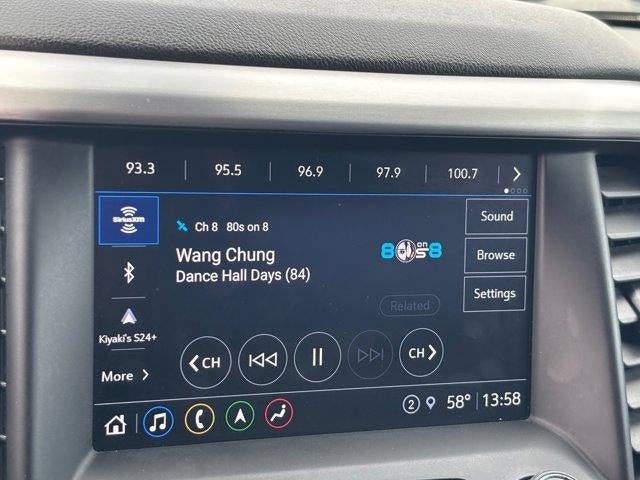 93.3 95.5 96.9 97.9 100.7
SiriusXM
Ch 8 80s on 8
Wang Chung
Dance Hall Days (84)
8 on 8
Sound
Browse
Related
Settings
Kiyaki's S24+
CH CH
More
2 58° 13:58